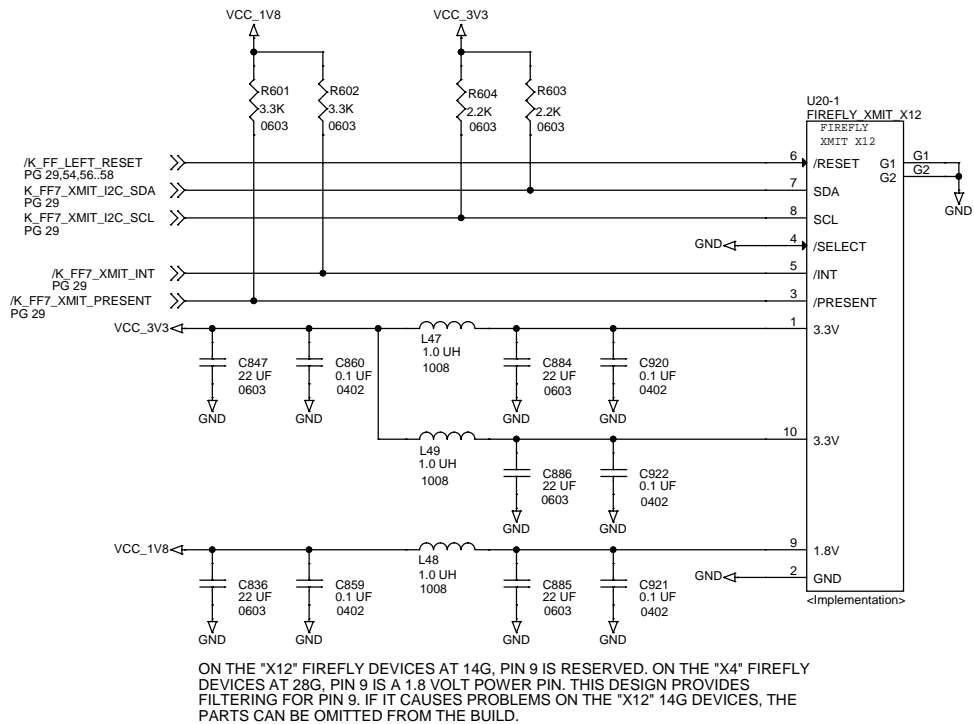 VCC_1V8
VCC_3V3
R601
3.3K
0603
R602
3.3K
0603
R604
2.2K
0603
R603
2.2K
0603
U20-1
FIREFLY_XMIT_X12
FIREFLY
XMIT X12
/K_FF_LEFT_RESET
PG 29,54,56..58
6
/RESET
G1
G1
G2
G2
GND
K_FF7_XMIT_I2C_SDA
PG 29
7
SDA
K_FF7_XMIT_I2C_SCL
PG 29
8
SCL
GND
4
/SELECT
/K_FF7_XMIT_INT
PG 29
5
/INT
/K_FF7_XMIT_PRESENT
PG 29
3
/PRESENT
VCC_3V3
1
3.3V
C847
22 UF
0603
GND
C860
0.1 UF
0402
GND
L47
1.0 UH
1008
C884
22 UF
0603
GND
C920
0.1 UF
0402
GND
10
3.3V
L49
1.0 UH
1008
C886
22 UF
0603
GND
C922
0.1 UF
0402
GND
VCC_1V8
9
1.8V
C836
22 UF
0603
GND
C859
0.1 UF
0402
GND
L48
1.0 UH
1008
C885
22 UF
0603
GND
C921
0.1 UF
0402
GND
GND
2
GND
<Implementation>
ON THE "X12" FIREFLY DEVICES AT 14G, PIN 9 IS RESERVED. ON THE "X4" FIREFLY
DEVICES AT 28G, PIN 9 IS A 1.8 VOLT POWER PIN. THIS DESIGN PROVIDES
FILTERING FOR PIN 9. IF IT CAUSES PROBLEMS ON THE "X12" 14G DEVICES, THE
PARTS CAN BE OMITTED FROM THE BUILD.